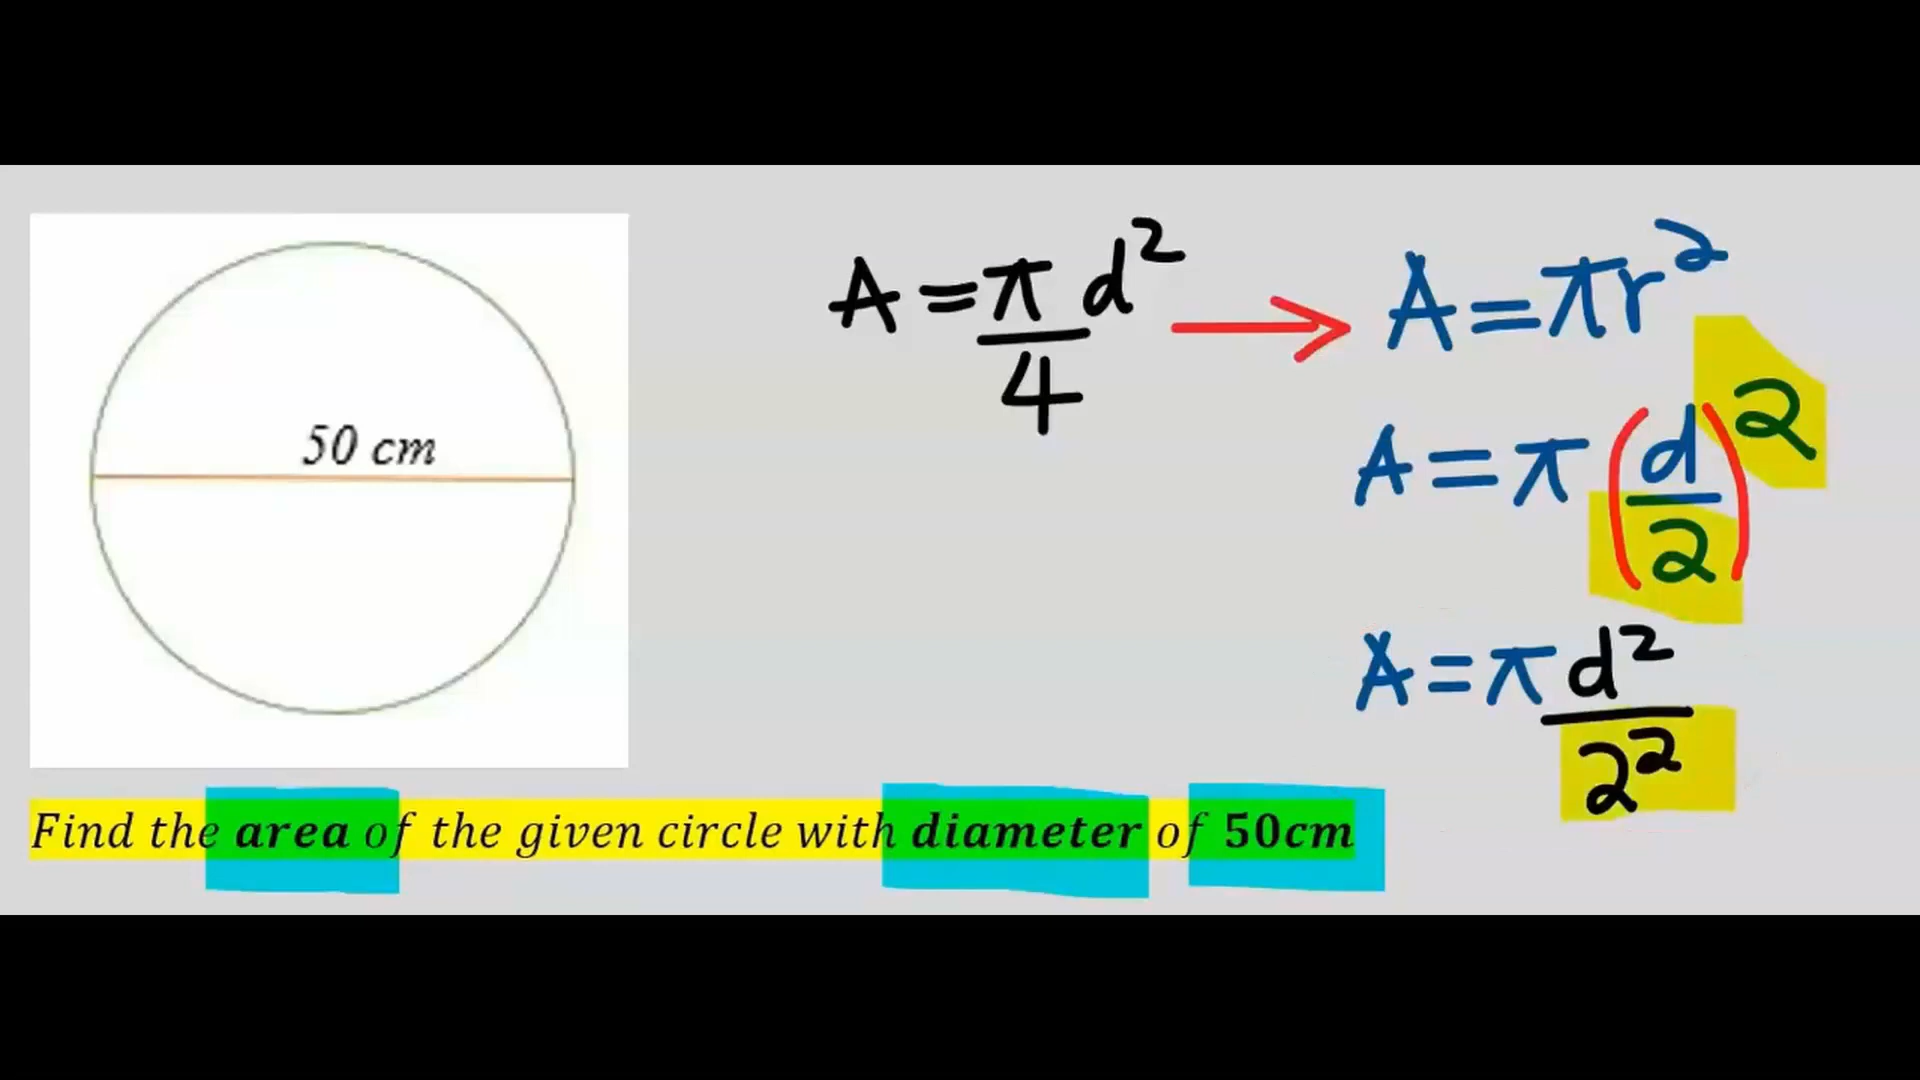 50 cm
A = π d² / 4 → A = πr²
A = π (d/2)²
A = π d² / 2²
Find the area of the given circle with diameter of 50cm